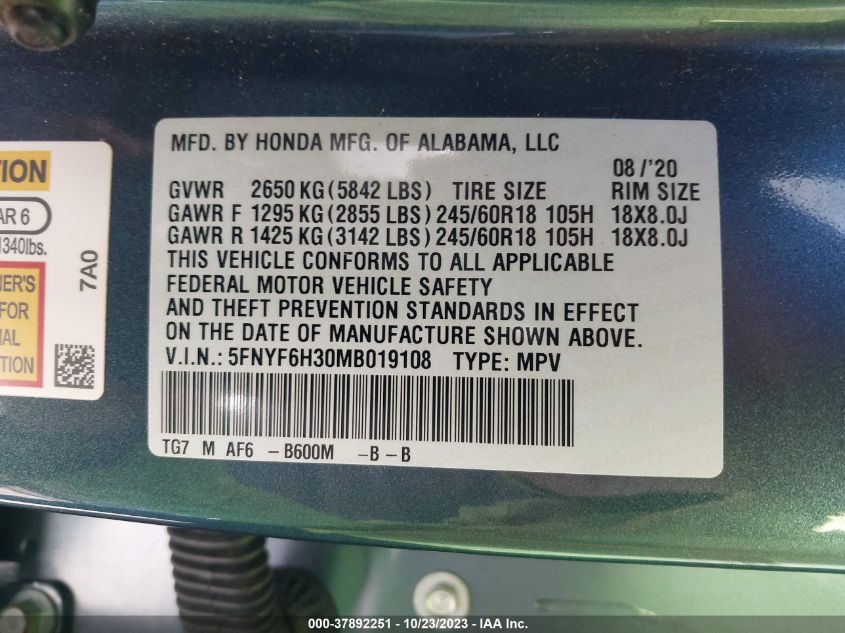 TION
AR 6
1340lbs.
NER'S
FOR
NAL
TION
7A0
MFD. BY HONDA MFG. OF ALABAMA, LLC
08 /'20
GVWR 2650 KG (5842 LBS) TIRE SIZE RIM SIZE
GAWR F 1295 KG (2855 LBS) 245/60R18 105H 18X8.0J
GAWR R 1425 KG (3142 LBS) 245/60R18 105H 18X8.0J
THIS VEHICLE CONFORMS TO ALL APPLICABLE
FEDERAL MOTOR VEHICLE SAFETY
AND THEFT PREVENTION STANDARDS IN EFFECT
ON THE DATE OF MANUFACTURE SHOWN ABOVE.
V.I.N.: 5FNYF6H30MB019108 TYPE: MPV
TG7 M AF6 -B600M -B-B
000-37892251 - 10/23/2023 - IAA Inc.